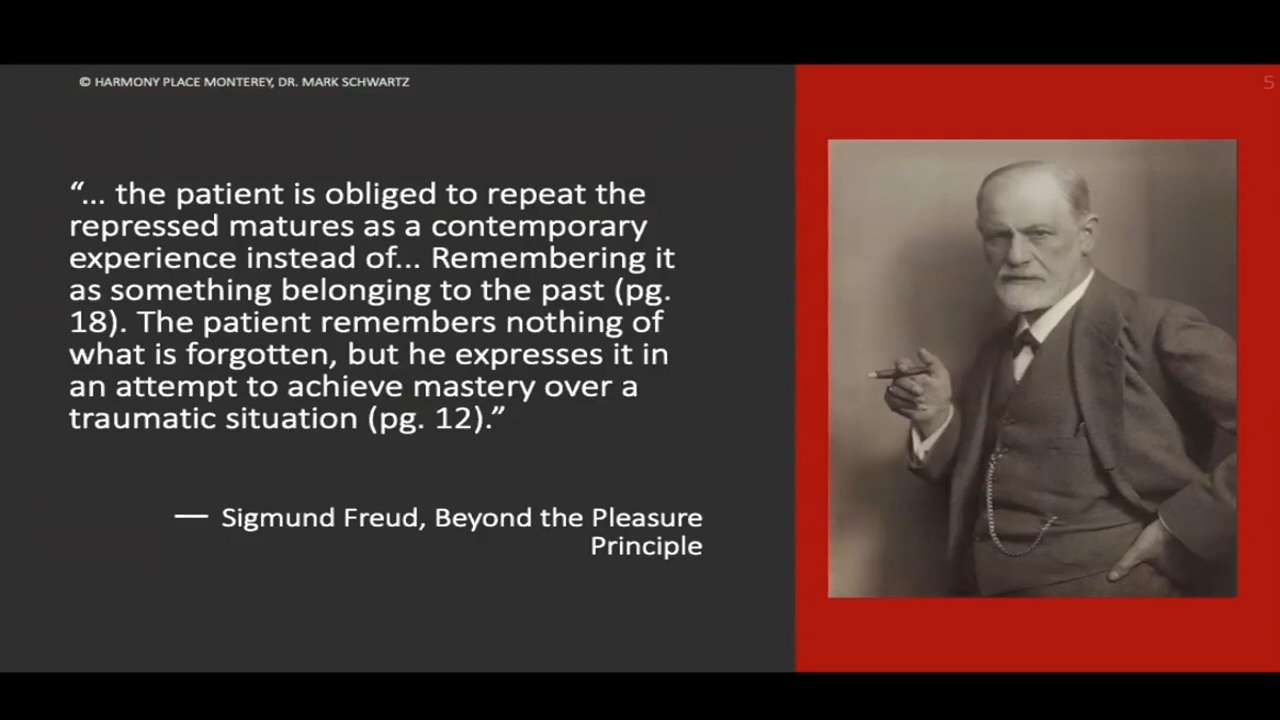 © HARMONY PLACE MONTEREY, DR. MARK SCHWARTZ
5
“... the patient is obliged to repeat the
repressed matures as a contemporary
experience instead of... Remembering it
as something belonging to the past (pg.
18). The patient remembers nothing of
what is forgotten, but he expresses it in
an attempt to achieve mastery over a
traumatic situation (pg. 12).”
— Sigmund Freud, Beyond the Pleasure
Principle